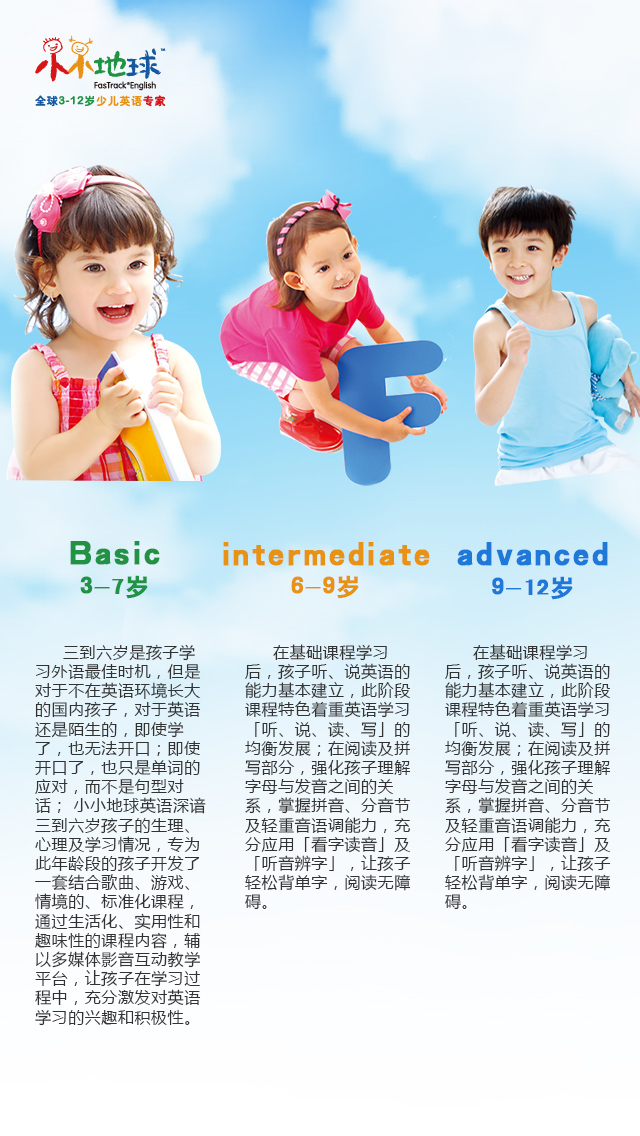 小小地球™
FasTrack®English
全球3-12岁少儿英语专家
Basic
3—7岁
三到六岁是孩子学
习外语最佳时机，但是
对于不在英语环境长大
的国内孩子，对于英语
还是陌生的，即使学
了，也无法开口；即使
开口了，也只是单词的
应对，而不是句型对
话； 小小地球英语深谙
三到六岁孩子的生理、
心理及学习情况，专为
此年龄段的孩子开发了
一套结合歌曲、游戏、
情境的、标准化课程，
通过生活化、实用性和
趣味性的课程内容，辅
以多媒体影音互动教学
平台，让孩子在学习过
程中，充分激发对英语
学习的兴趣和积极性。
intermediate
6—9岁
在基础课程学习
后，孩子听、说英语的
能力基本建立，此阶段
课程特色着重英语学习
「听、说、读、写」的
均衡发展；在阅读及拼
写部分，强化孩子理解
字母与发音之间的关
系，掌握拼音、分音节
及轻重音语调能力，充
分应用「看字读音」及
「听音辨字」，让孩子
轻松背单字，阅读无障
碍。
advanced
9—12岁
在基础课程学习
后，孩子听、说英语的
能力基本建立，此阶段
课程特色着重英语学习
「听、说、读、写」的
均衡发展；在阅读及拼
写部分，强化孩子理解
字母与发音之间的关
系，掌握拼音、分音节
及轻重音语调能力，充
分应用「看字读音」及
「听音辨字」，让孩子
轻松背单字，阅读无障
碍。